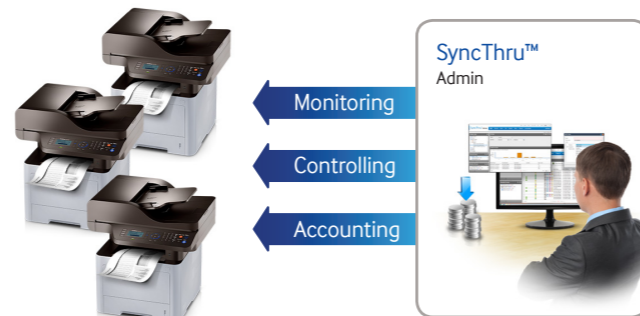 Monitoring
Controlling
Accounting
SyncThru™
Admin